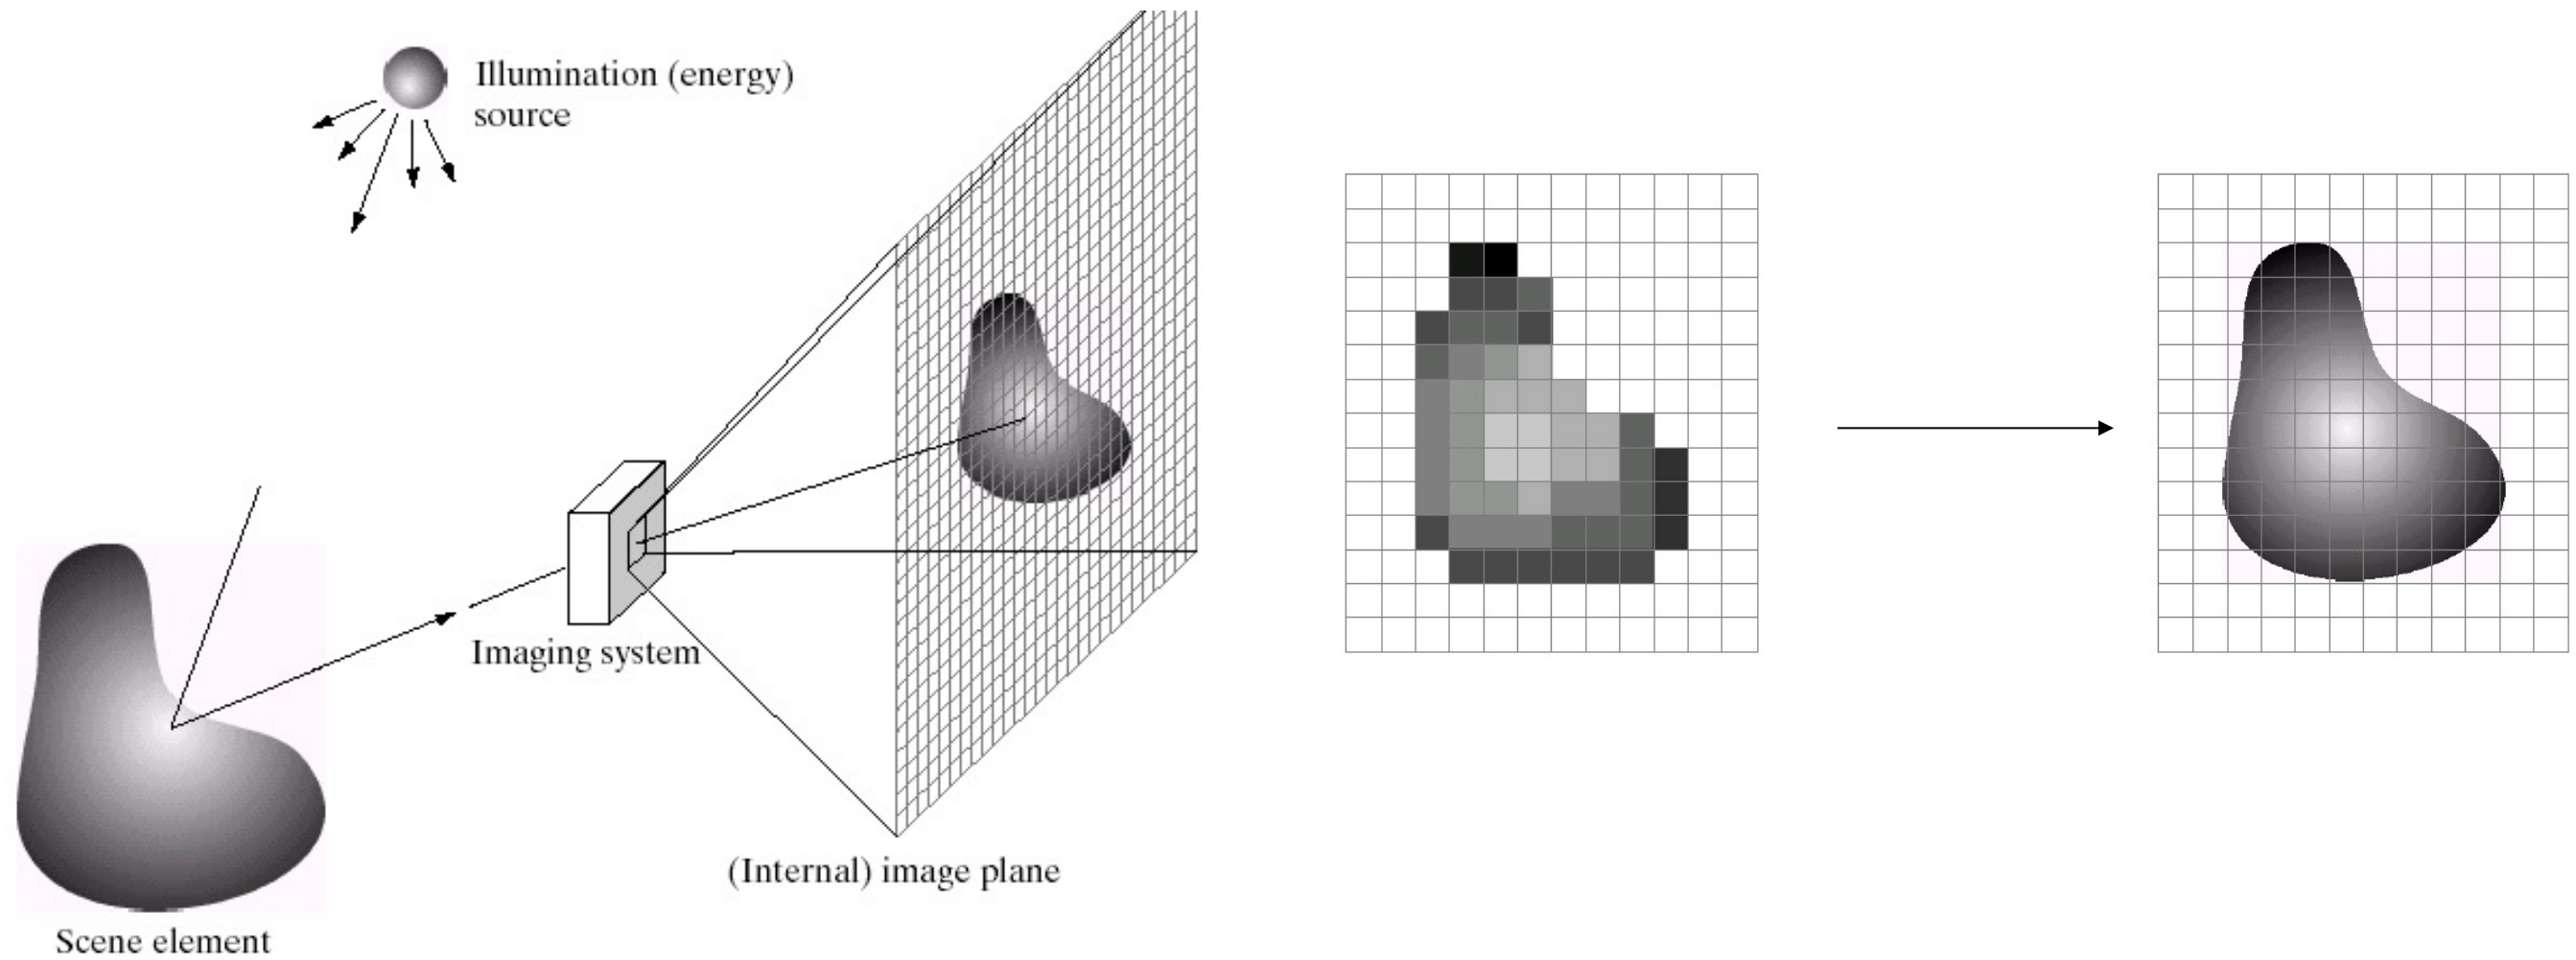 Illumination (energy)
source
Imaging system
(Internal) image plane
Scene element